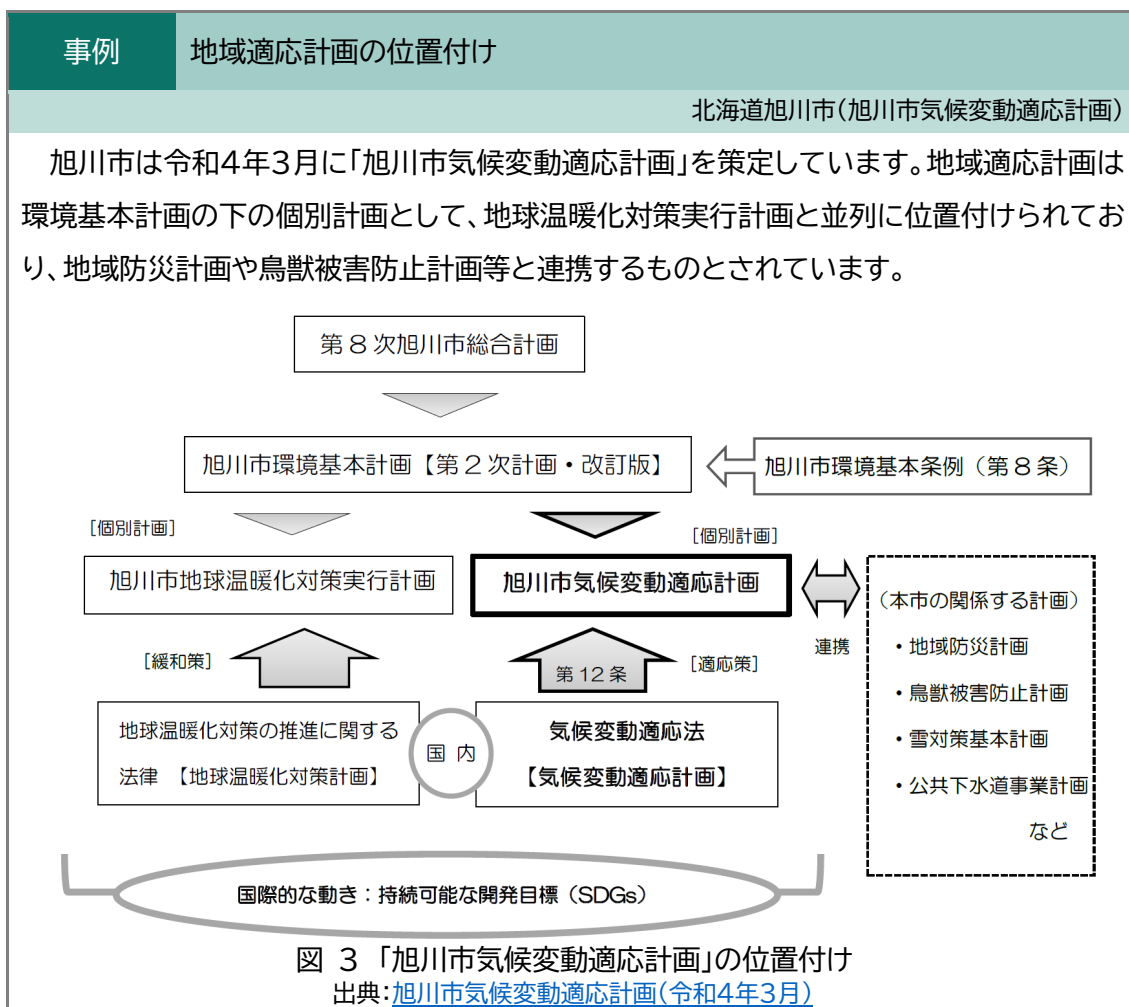 事例
地域適応計画の位置付け
北海道旭川市(旭川市気候変動適応計画)
旭川市は令和4年3月に「旭川市気候変動適応計画」を策定しています。地域適応計画は
環境基本計画の下の個別計画として、地球温暖化対策実行計画と並列に位置付けられてお
り、地域防災計画や鳥獣被害防止計画等と連携するものとされています。
第8次旭川市総合計画
旭川市環境基本計画【第2次計画・改訂版】
旭川市環境基本条例(第8条)
[個別計画]
[個別計画]
旭川市地球温暖化対策実行計画
旭川市気候変動適応計画
連携
(本市の関係する計画)
・地域防災計画
・鳥獣被害防止計画
・雪対策基本計画
・公共下水道事業計画
など
[緩和策]
第12条
[適応策]
地球温暖化対策の推進に関する
法律 【地球温暖化対策計画】
国 内
気候変動適応法
【気候変動適応計画】
国際的な動き:持続可能な開発目標(SDGs)
図 3 「旭川市気候変動適応計画」の位置付け
出典:旭川市気候変動適応計画(令和4年3月)